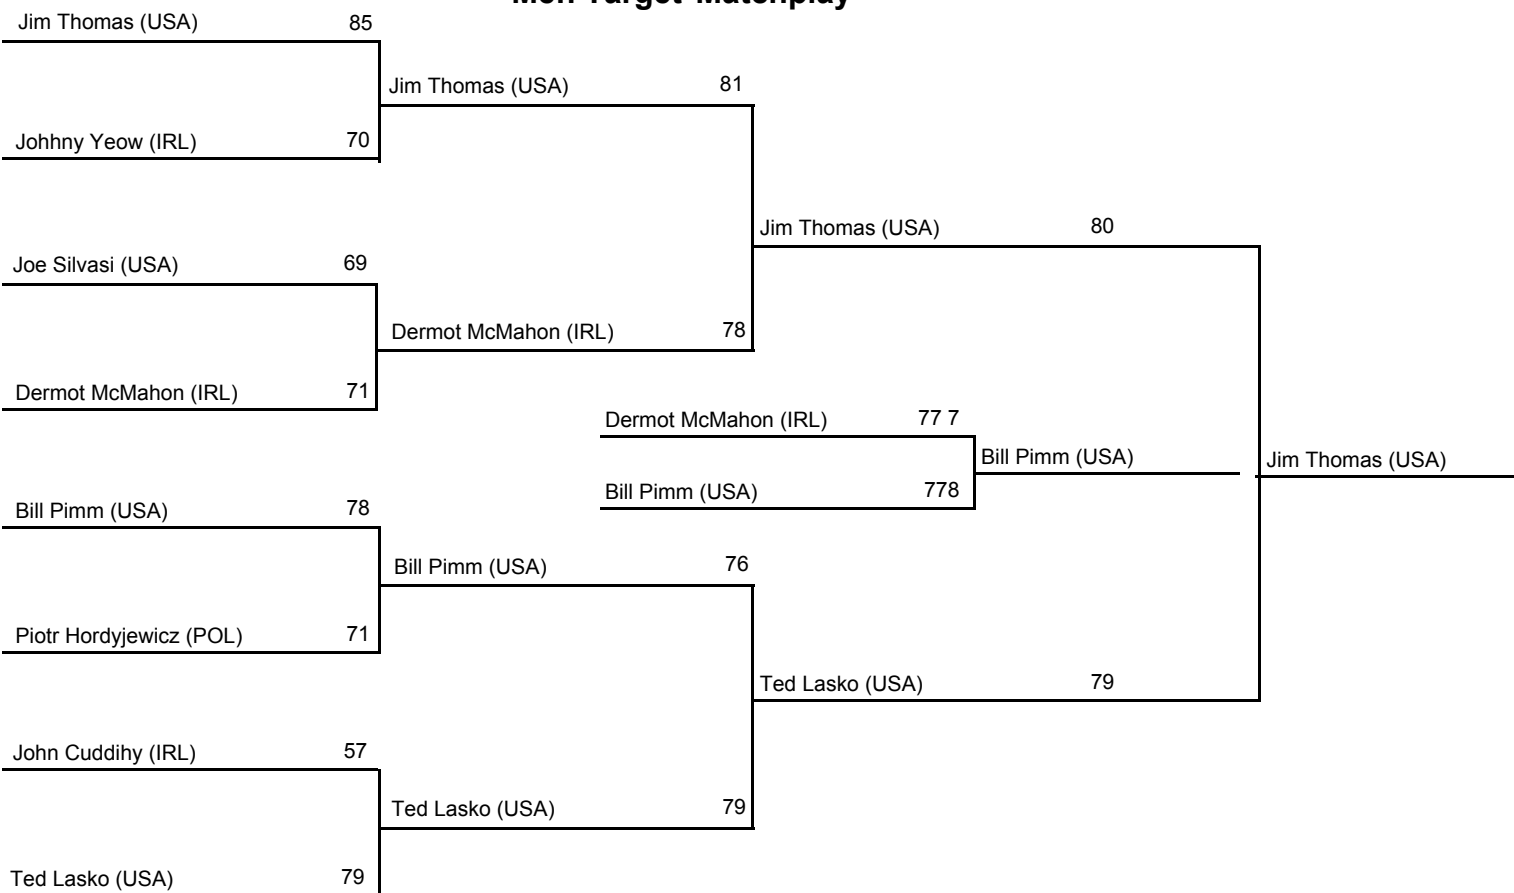 Men Target Matchplay
Jim Thomas (USA) 85
Jim Thomas (USA) 81
Johhny Yeow (IRL) 70
Jim Thomas (USA) 80
Joe Silvasi (USA) 69
Dermot McMahon (IRL) 78
Dermot McMahon (IRL) 71
Dermot McMahon (IRL) 77 7
Bill Pimm (USA)
Jim Thomas (USA)
Bill Pimm (USA) 778
Bill Pimm (USA) 78
Bill Pimm (USA) 76
Piotr Hordyjewicz (POL) 71
Ted Lasko (USA) 79
John Cuddihy (IRL) 57
Ted Lasko (USA) 79
Ted Lasko (USA) 79